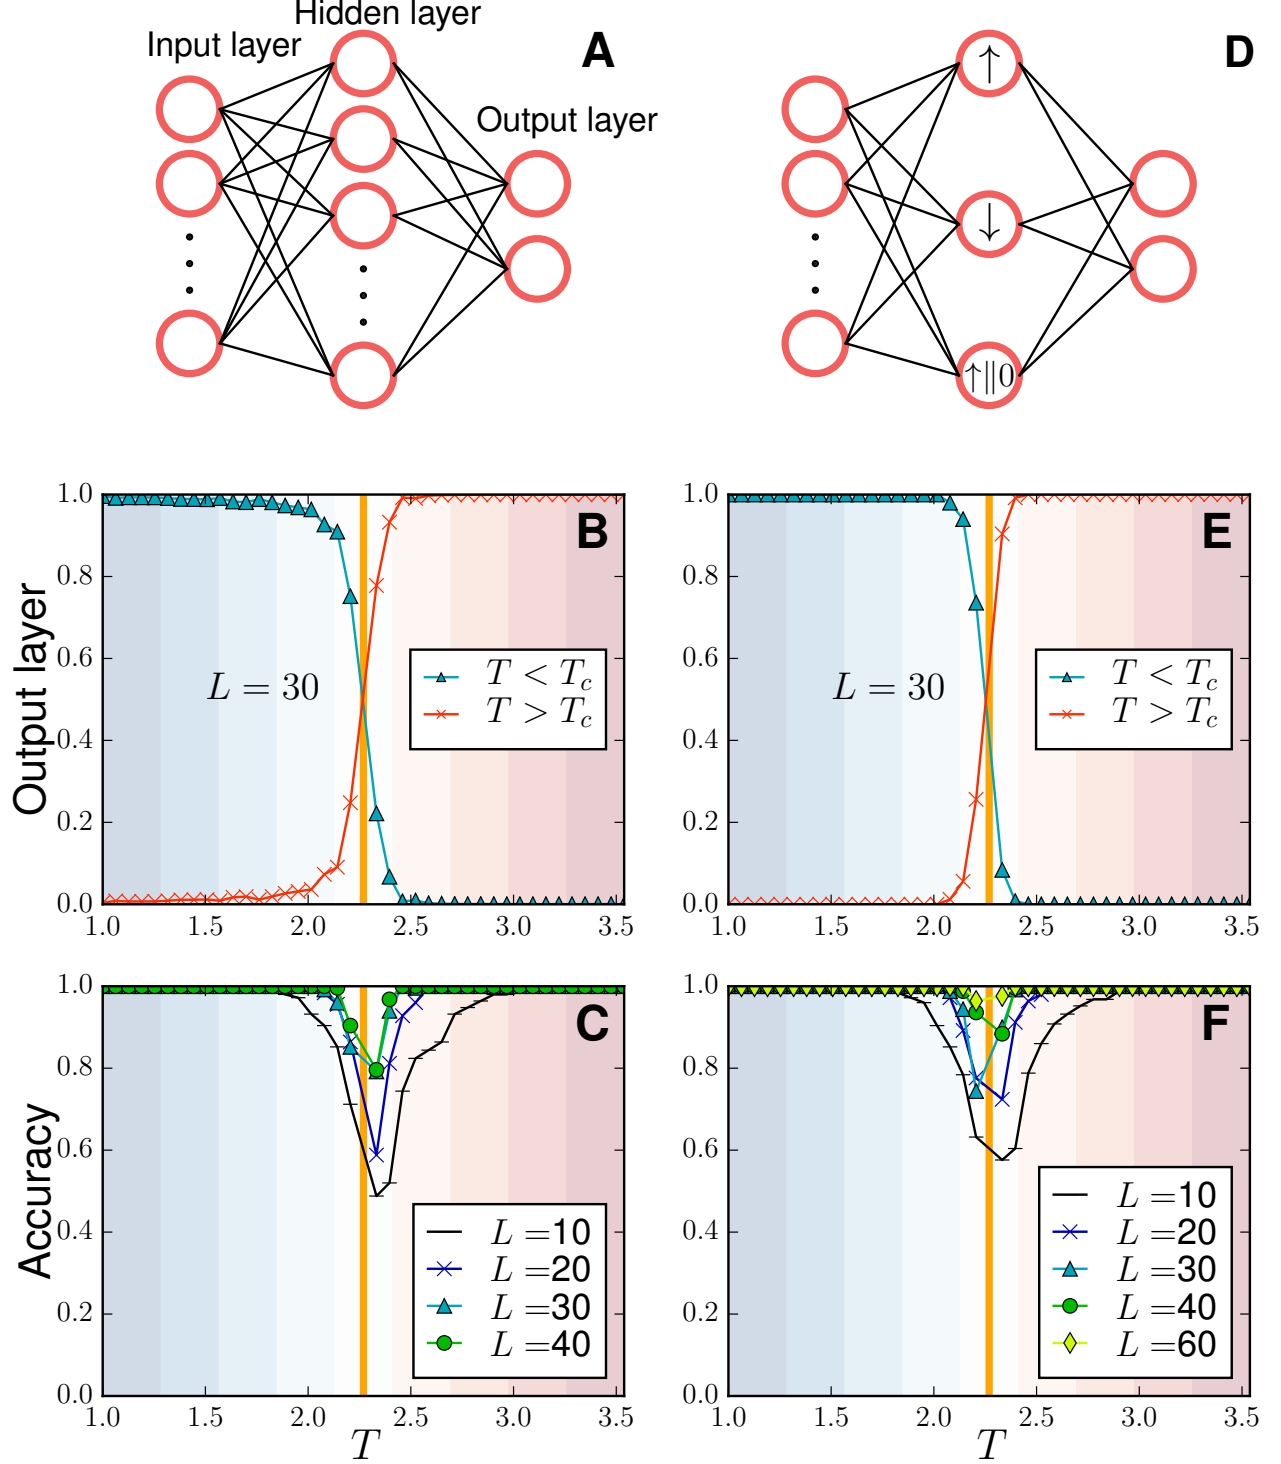 Hidden layer
Input layer
A
Output layer
↑
D
↓
↑∥0
Output layer
1.0
0.8
0.6
0.4
0.2
0.0
B
L = 30
T < T_c
T > T_c
1.0 1.5 2.0 2.5 3.0 3.5
1.0
0.8
0.6
0.4
0.2
0.0
E
L = 30
T < T_c
T > T_c
1.0 1.5 2.0 2.5 3.0 3.5
Accuracy
1.0
0.8
0.6
0.4
0.2
0.0
C
L =10
L =20
L =30
L =40
1.0 1.5 2.0 2.5 3.0 3.5
T
1.0
0.8
0.6
0.4
0.2
0.0
F
L =10
L =20
L =30
L =40
L =60
1.0 1.5 2.0 2.5 3.0 3.5
T